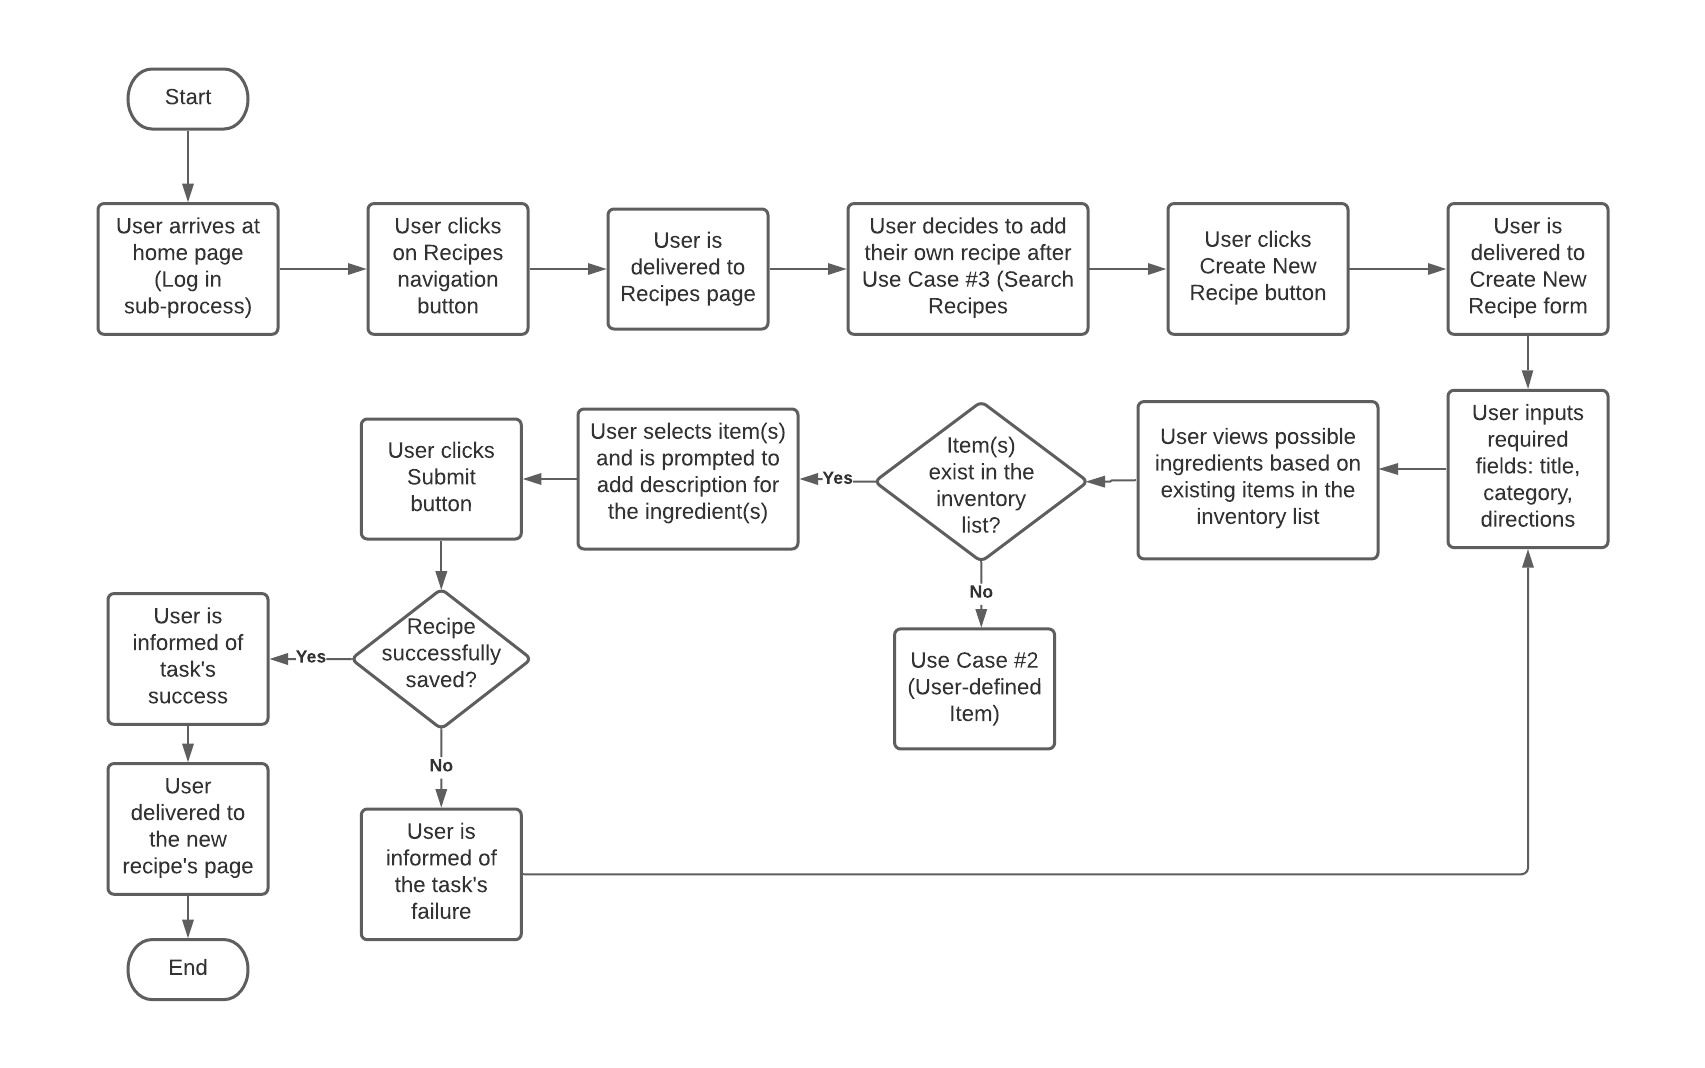 Start
User arrives at
home page
(Log in
sub-process)
User clicks
on Recipes
navigation
button
User is
delivered to
Recipes page
User decides to add
their own recipe after
Use Case #3 (Search
Recipes
User clicks
Create New
Recipe button
User is
delivered to
Create New
Recipe form
User inputs
required
fields: title,
category,
directions
User views possible
ingredients based on
existing items in the
inventory list
Item(s)
exist in the
inventory
list?
Yes
No
Use Case #2
(User-defined
Item)
User selects item(s)
and is prompted to
add description for
the ingredient(s)
User clicks
Submit
button
Recipe
successfully
saved?
Yes
No
User is
informed of
the task's
failure
User is
informed of
task's
success
User
delivered to
the new
recipe's page
End